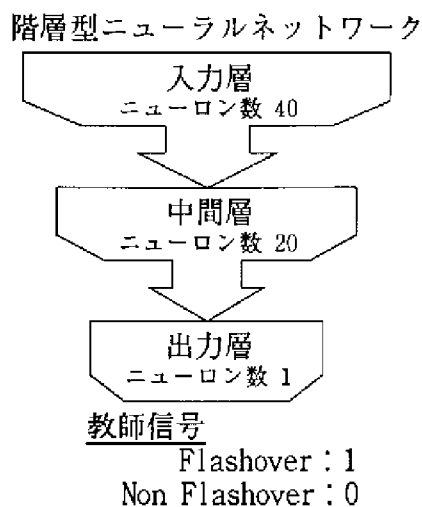 階層型ニューラルネットワーク
入力層
ニューロン数 40
中間層
ニューロン数 20
出力層
ニューロン数 1
教師信号
Flashover：1
Non Flashover：0